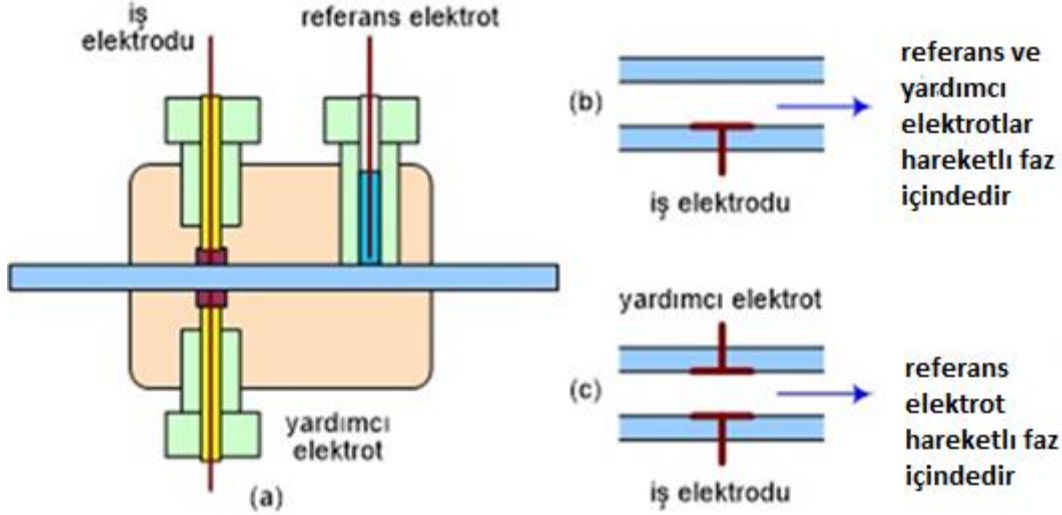 iş
elektrodu
referans elektrot
yardımcı
elektrot
(a)
(b)
iş elektrodu
referans ve
yardımcı
elektrotlar
hareketli faz
içindedir
yardımcı elektrot
(c)
iş elektrodu
referans
elektrot
hareketli faz
içindedir